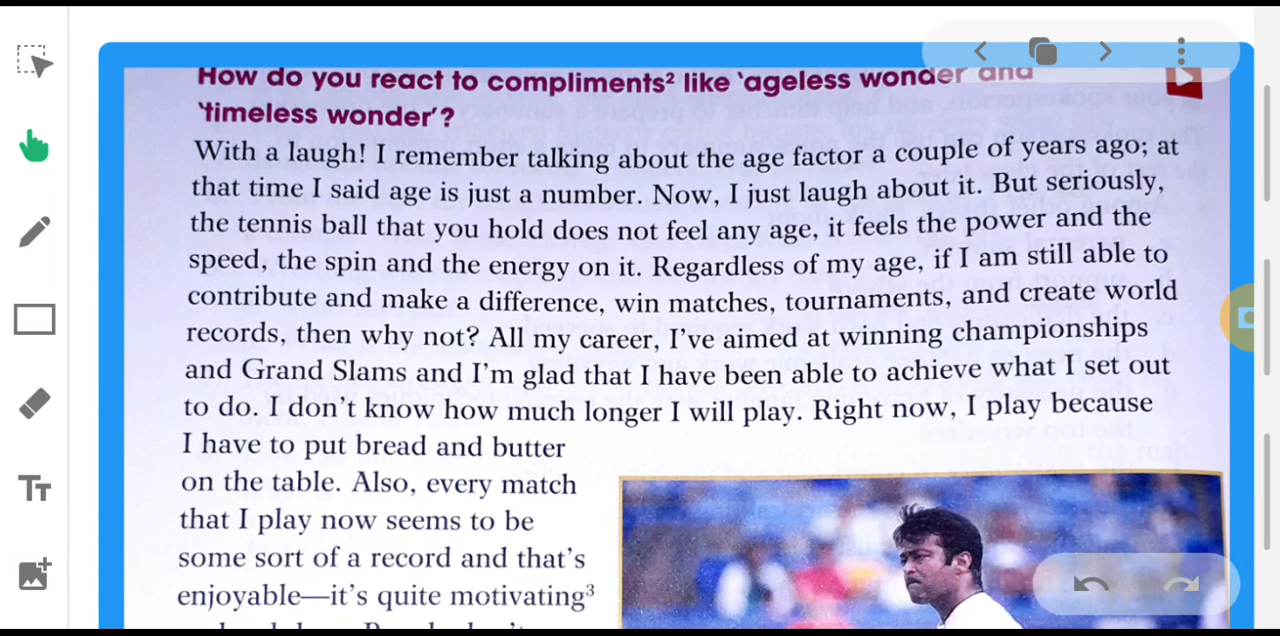 How do you react to compliments² like ‘ageless wonder’ and
‘timeless wonder’?
With a laugh! I remember talking about the age factor a couple of years ago; at
that time I said age is just a number. Now, I just laugh about it. But seriously,
the tennis ball that you hold does not feel any age, it feels the power and the
speed, the spin and the energy on it. Regardless of my age, if I am still able to
contribute and make a difference, win matches, tournaments, and create world
records, then why not? All my career, I’ve aimed at winning championships
and Grand Slams and I’m glad that I have been able to achieve what I set out
to do. I don’t know how much longer I will play. Right now, I play because
I have to put bread and butter
on the table. Also, every match
that I play now seems to be
some sort of a record and that’s
enjoyable—it’s quite motivating³
TT